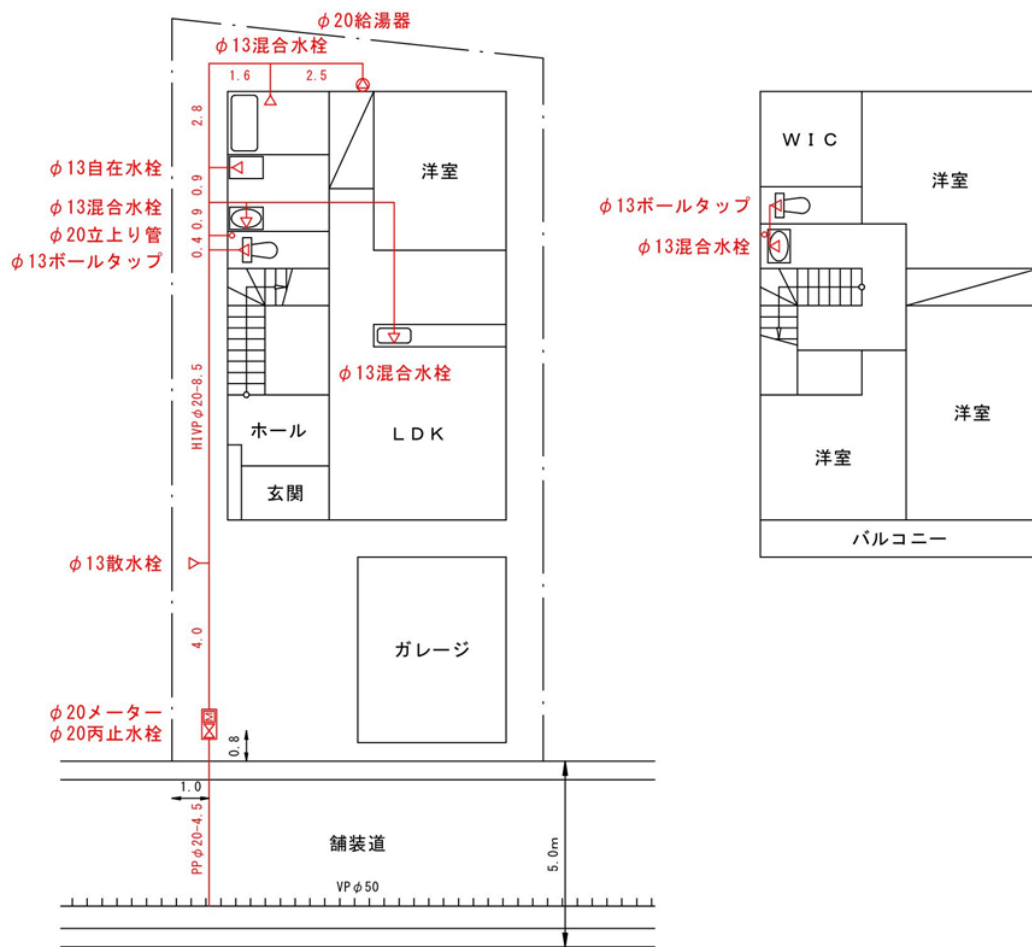 φ20給湯器
φ13混合水栓
1.6
2.5
2.8
φ13自在水栓
0.9
φ13混合水栓
0.9
φ20立上り管
0.4
φ13ボールタップ
洋室
φ13混合水栓
HIVPφ20-8.5
ホール
LDK
玄関
φ13散水栓
4.0
ガレージ
φ20メーター
M
φ20丙止水栓
0.8
1.0
PPφ20-4.5
舗装道
5.0m
VPφ50
WIC
洋室
φ13ボールタップ
φ13混合水栓
洋室
洋室
バルコニー